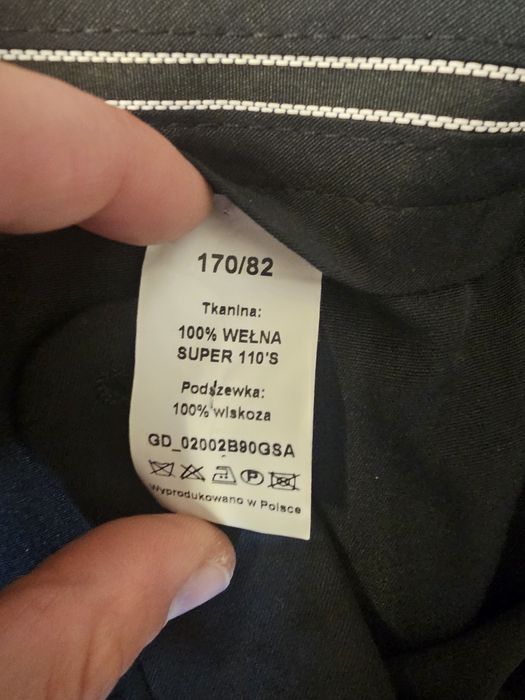 170/82
Tkanina:
100% WEŁNA
SUPER 110'S
Podszewka:
100% wiskoza
GD_02002B90GSA
P
Wyprodukowano w Polsce